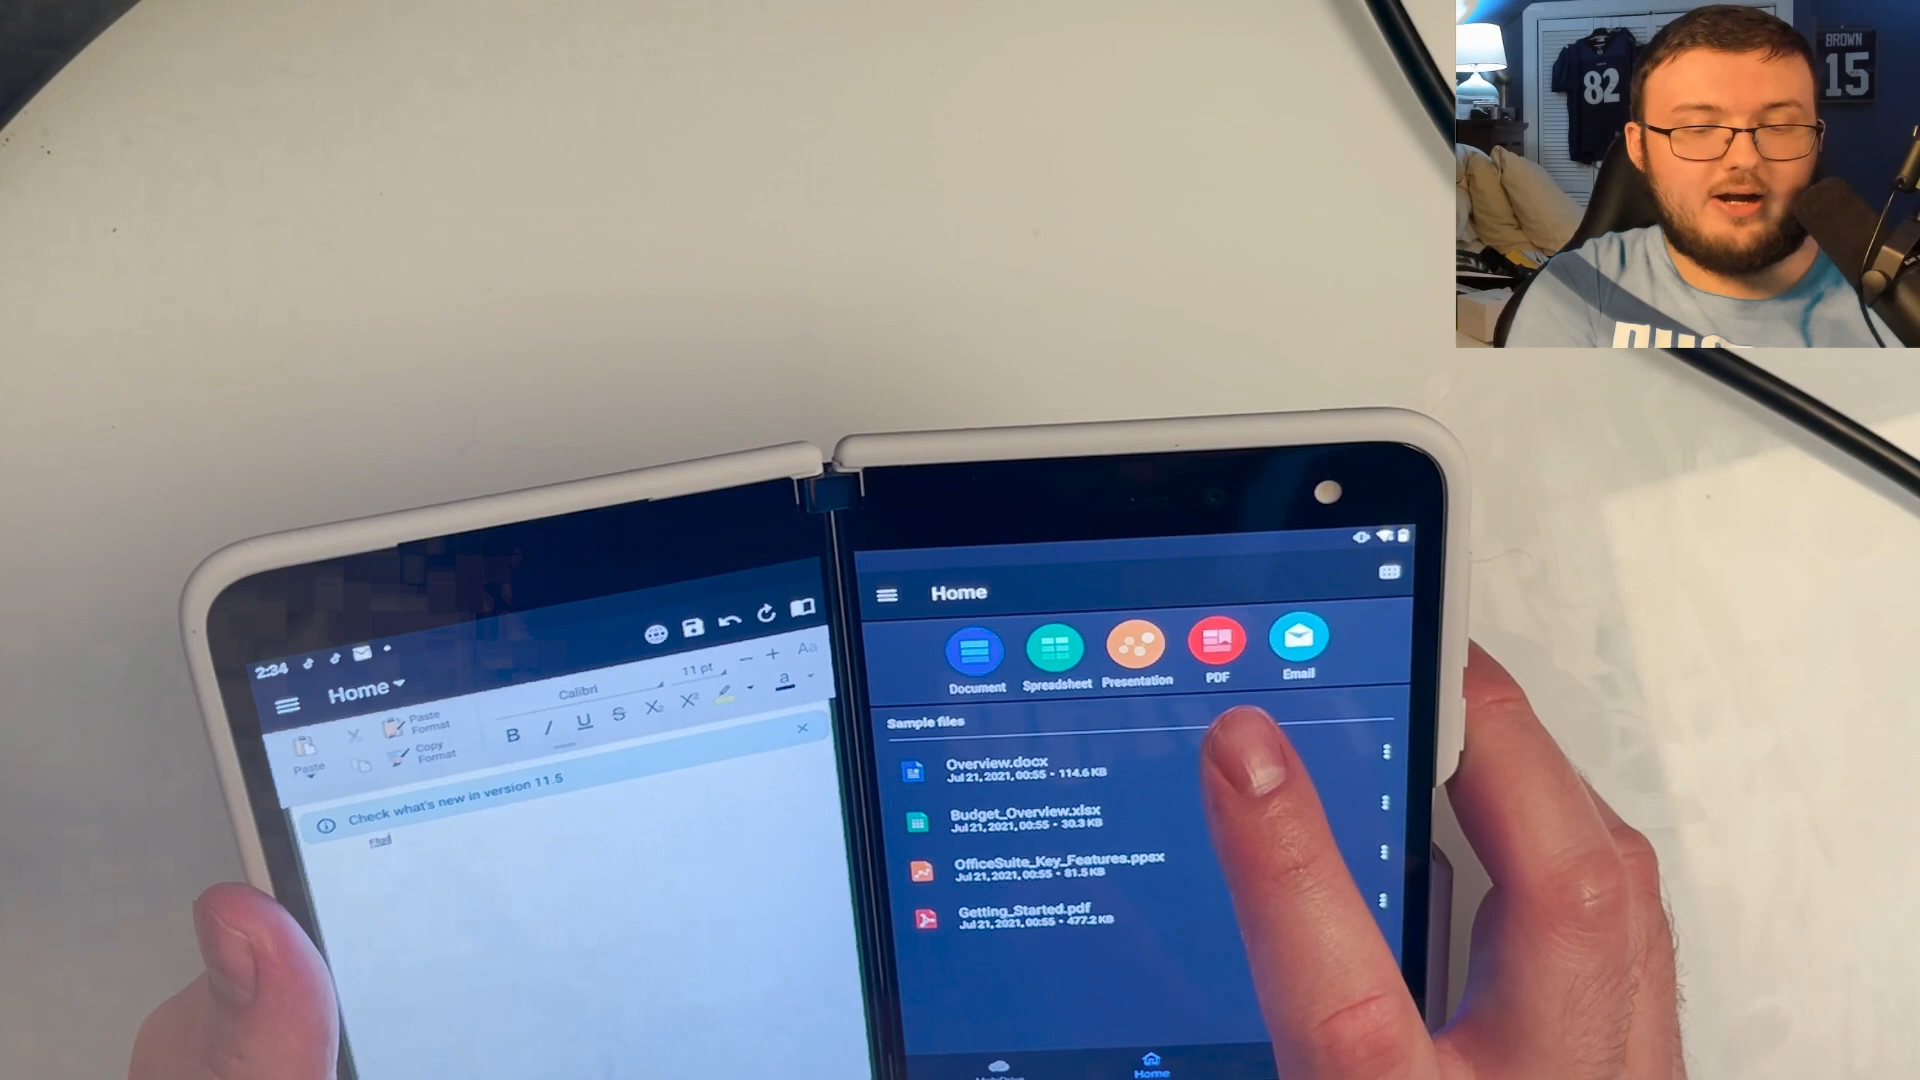 BROWN
15
82
2:34
Home
Calibri
11 pt
Aa
Paste
Paste Format
Copy Format
B I U S X₂ X² a
Check what's new in version 11.5
Home
Document
Spreadsheet
Presentation
PDF
Email
Sample files
Overview.docx
Jul 21, 2021, 00:55 • 114.6 KB
Budget_Overview.xlsx
Jul 21, 2021, 00:55 • 30.3 KB
OfficeSuite_Key_Features.ppsx
Jul 21, 2021, 00:55 • 81.5 KB
Getting_Started.pdf
Jul 21, 2021, 00:55 • 477.2 KB
Home